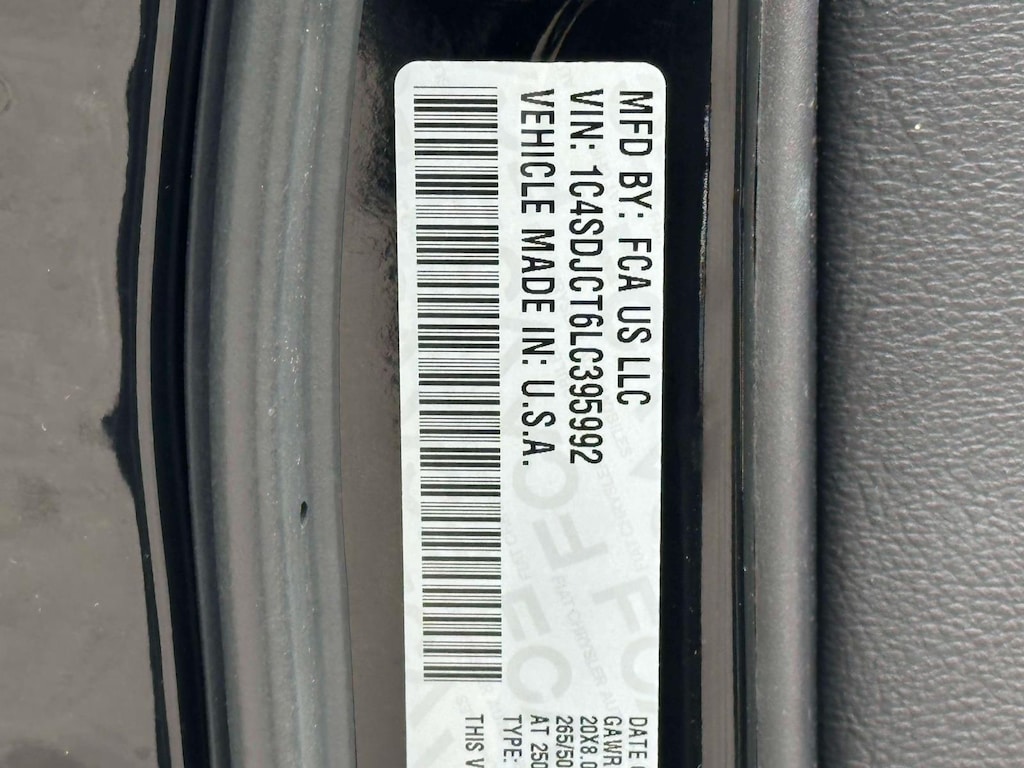 MFD BY: FCA US LLC
VIN: 1C4SDJCT6LC395992
VEHICLE MADE IN: U.S.A.
DATE O
GAWR
20X8.0
265/50
AT 250
TYPE:
THIS V